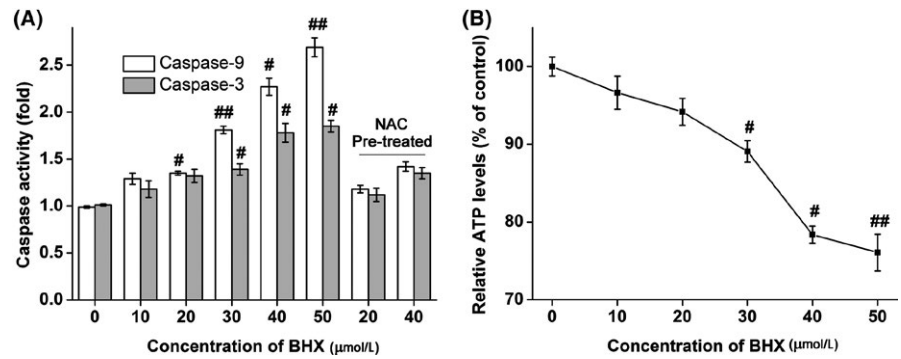 (A)
Caspase activity (fold)
2.5
2.0
1.5
1.0
0.5
0.0
Caspase-9
Caspase-3
#
##
#
#
#
##
#
NAC
Pre-treated
0 10 20 30 40 50 20 40
Concentration of BHX (μmol/L)
(B)
Relative ATP levels (% of control)
100
90
80
70
#
#
##
0 10 20 30 40 50
Concentration of BHX (μmol/L)